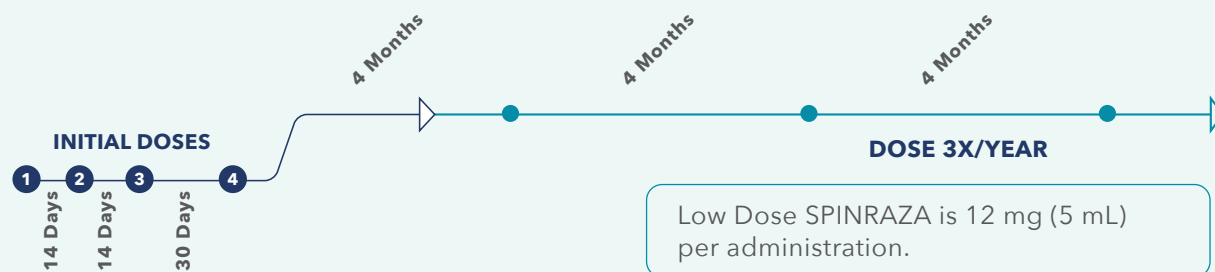 4 Months
4 Months
4 Months
INITIAL DOSES
DOSE 3X/YEAR
1
2
3
4
14 Days
14 Days
30 Days
Low Dose SPINRAZA is 12 mg (5 mL)
per administration.